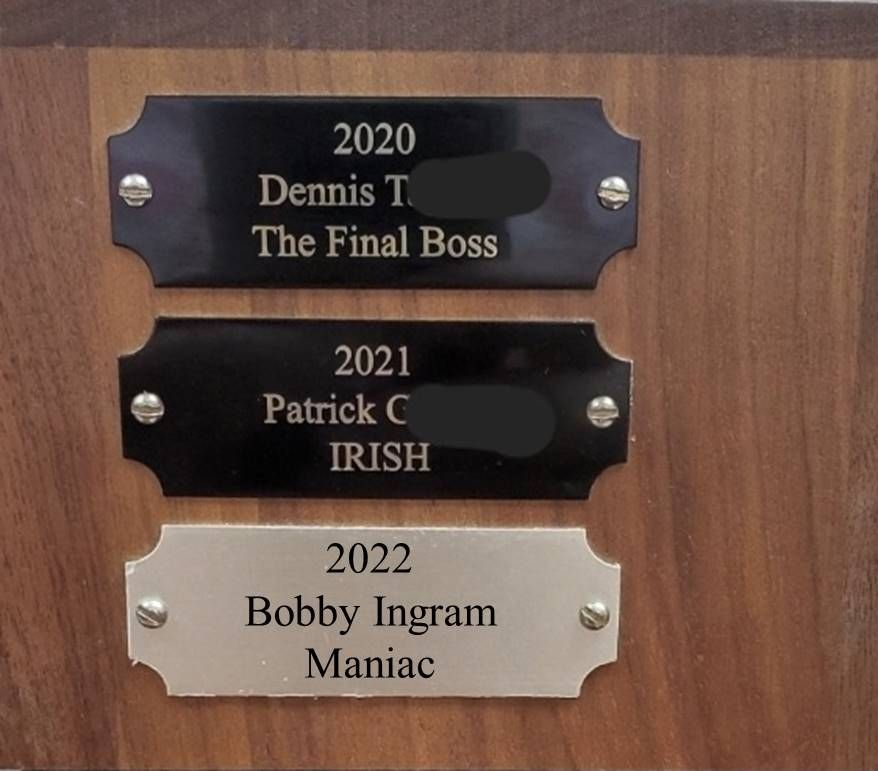 2020
Dennis T
The Final Boss
2021
Patrick G
IRISH
2022
Bobby Ingram
Maniac